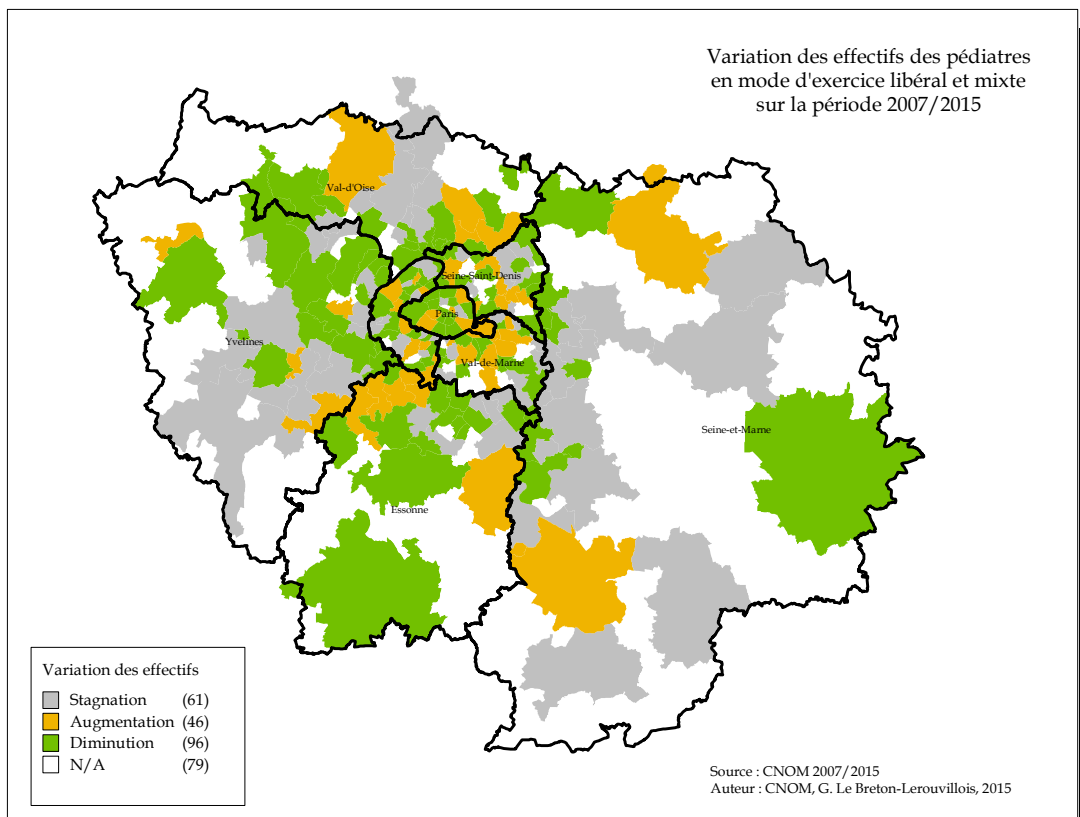 Variation des effectifs des pédiatres
en mode d'exercice libéral et mixte
sur la période 2007/2015
Val-d'Oise
Seine-Saint-Denis
Paris
Yvelines
Val-de-Marne
Seine-et-Marne
Essonne
Variation des effectifs
Stagnation (61)
Augmentation (46)
Diminution (96)
N/A (79)
Source : CNOM 2007/2015
Auteur : CNOM, G. Le Breton-Lerouvillois, 2015